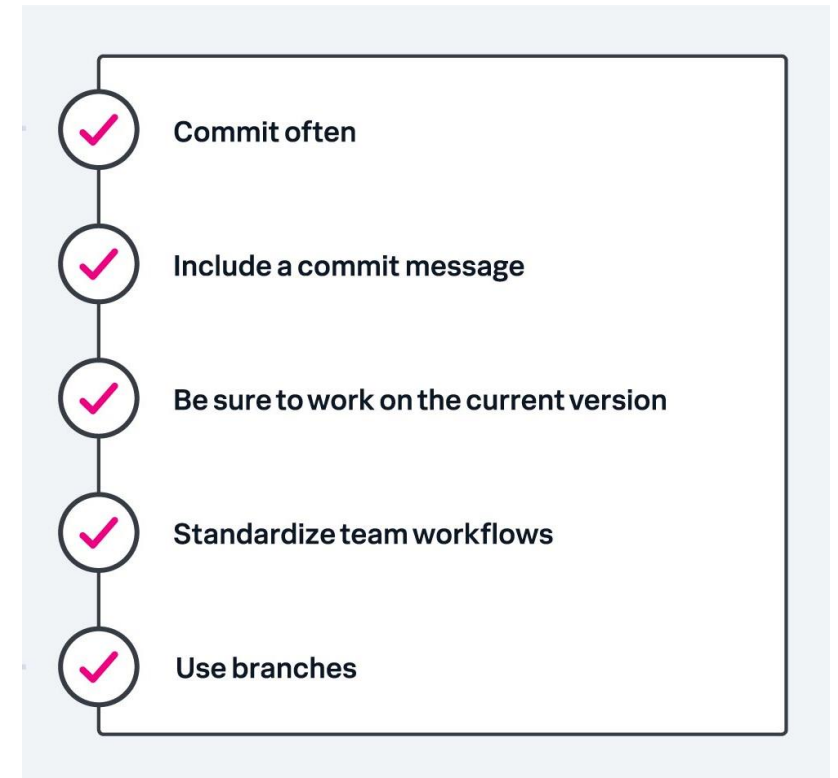 Commit often
Include a commit message
Be sure to work on the current version
Standardize team workflows
Use branches